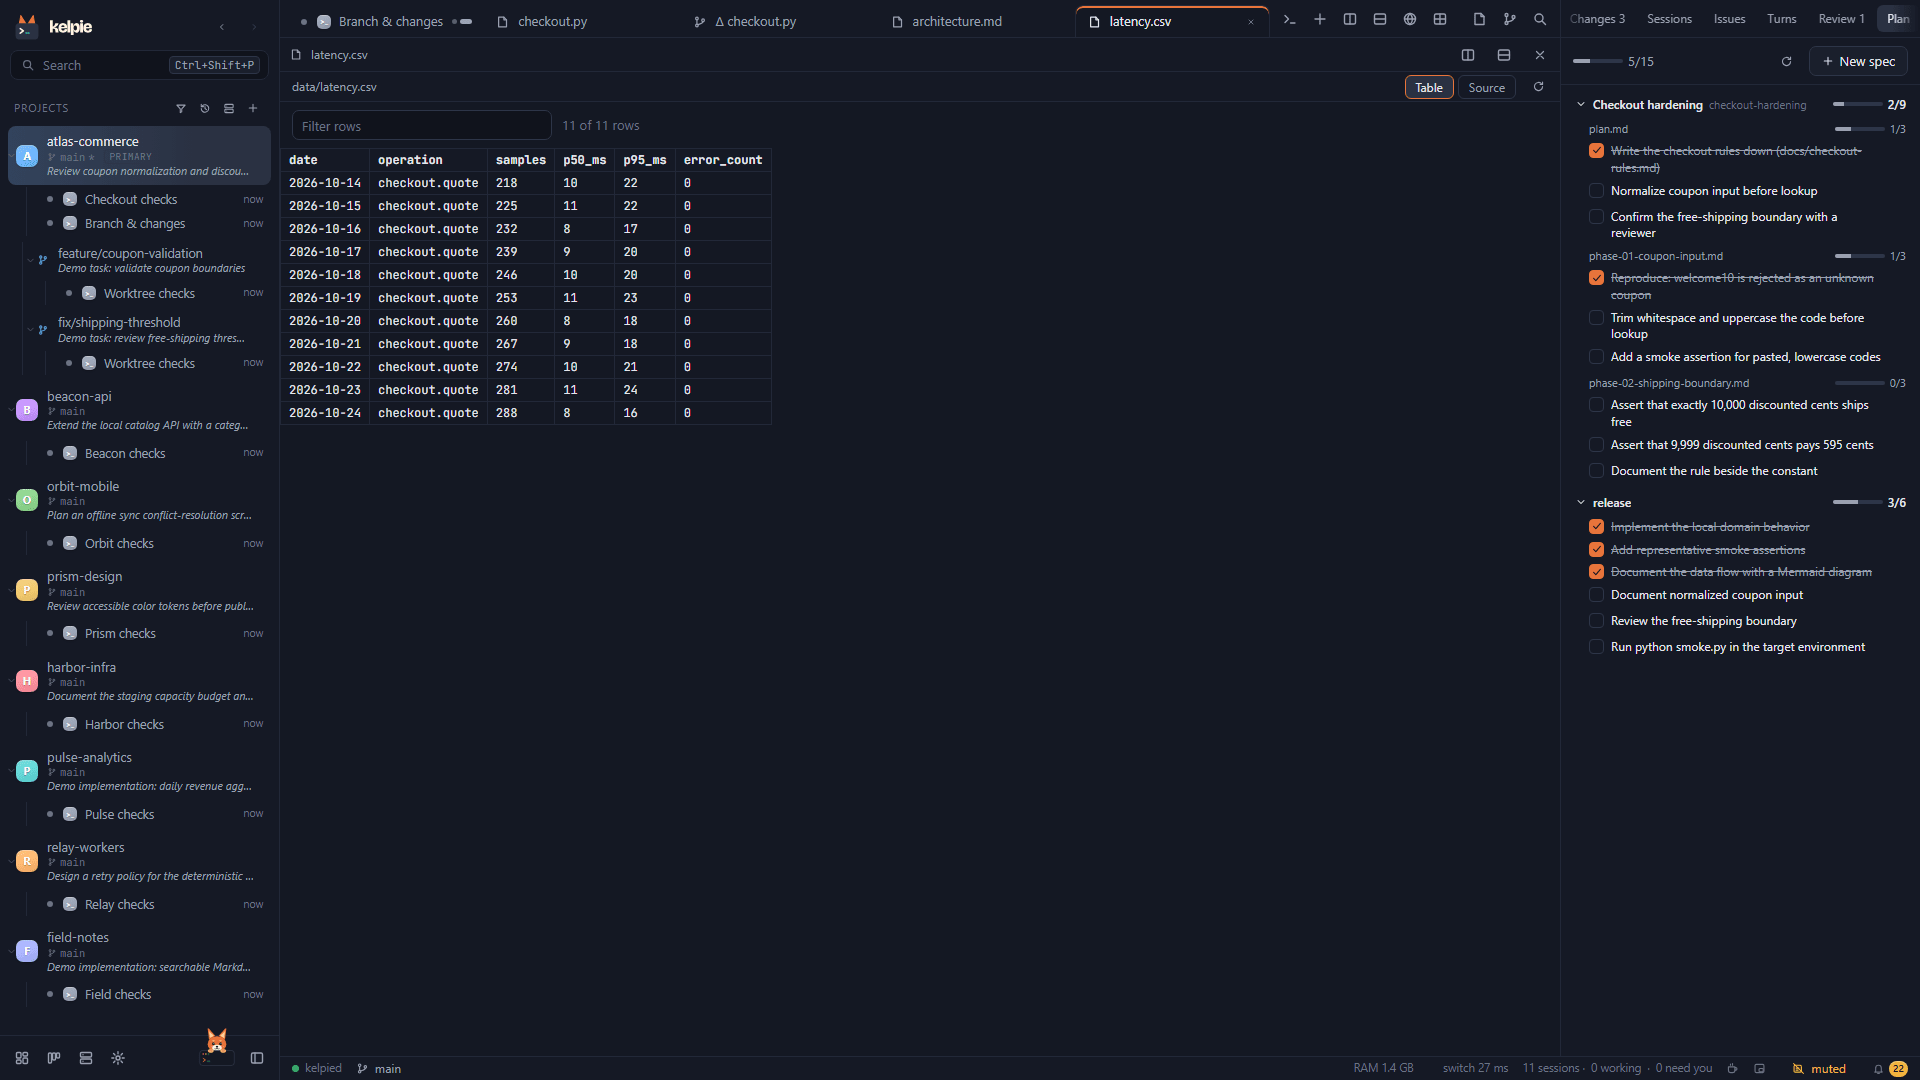 kelpie
Search Ctrl+Shift+P
PROJECTS
A
atlas-commerce
main * PRIMARY
Review coupon normalization and discou...
Checkout checks now
Branch & changes now
feature/coupon-validation
Demo task: validate coupon boundaries
Worktree checks now
fix/shipping-threshold
Demo task: review free-shipping thres...
Worktree checks now
B
beacon-api
main
Extend the local catalog API with a categ...
Beacon checks now
O
orbit-mobile
main
Plan an offline sync conflict-resolution scr...
Orbit checks now
P
prism-design
main
Review accessible color tokens before publ...
Prism checks now
H
harbor-infra
main
Document the staging capacity budget an...
Harbor checks now
P
pulse-analytics
main
Demo implementation: daily revenue agg...
Pulse checks now
R
relay-workers
main
Design a retry policy for the deterministic ...
Relay checks now
F
field-notes
main
Demo implementation: searchable Markd...
Field checks now
Branch & changes
checkout.py
Δ checkout.py
architecture.md
latency.csv ×
latency.csv
data/latency.csv
Table Source
Filter rows 11 of 11 rows
date operation samples p50_ms p95_ms error_count
2026-10-14 checkout.quote 218 10 22 0
2026-10-15 checkout.quote 225 11 22 0
2026-10-16 checkout.quote 232 8 17 0
2026-10-17 checkout.quote 239 9 20 0
2026-10-18 checkout.quote 246 10 20 0
2026-10-19 checkout.quote 253 11 23 0
2026-10-20 checkout.quote 260 8 18 0
2026-10-21 checkout.quote 267 9 18 0
2026-10-22 checkout.quote 274 10 21 0
2026-10-23 checkout.quote 281 11 24 0
2026-10-24 checkout.quote 288 8 16 0
Changes 3 Sessions Issues Turns Review 1 Plan
5/15 + New spec
Checkout hardening checkout-hardening 2/9
plan.md 1/3
Write the checkout rules down (docs/checkout-
rules.md)
Normalize coupon input before lookup
Confirm the free-shipping boundary with a
reviewer
phase-01-coupon-input.md 1/3
Reproduce: welcome10 is rejected as an unknown
coupon
Trim whitespace and uppercase the code before
lookup
Add a smoke assertion for pasted, lowercase codes
phase-02-shipping-boundary.md 0/3
Assert that exactly 10,000 discounted cents ships
free
Assert that 9,999 discounted cents pays 595 cents
Document the rule beside the constant
release 3/6
Implement the local domain behavior
Add representative smoke assertions
Document the data flow with a Mermaid diagram
Document normalized coupon input
Review the free-shipping boundary
Run python smoke.py in the target environment
kelpied main
RAM 1.4 GB switch 27 ms 11 sessions · 0 working · 0 need you muted 22